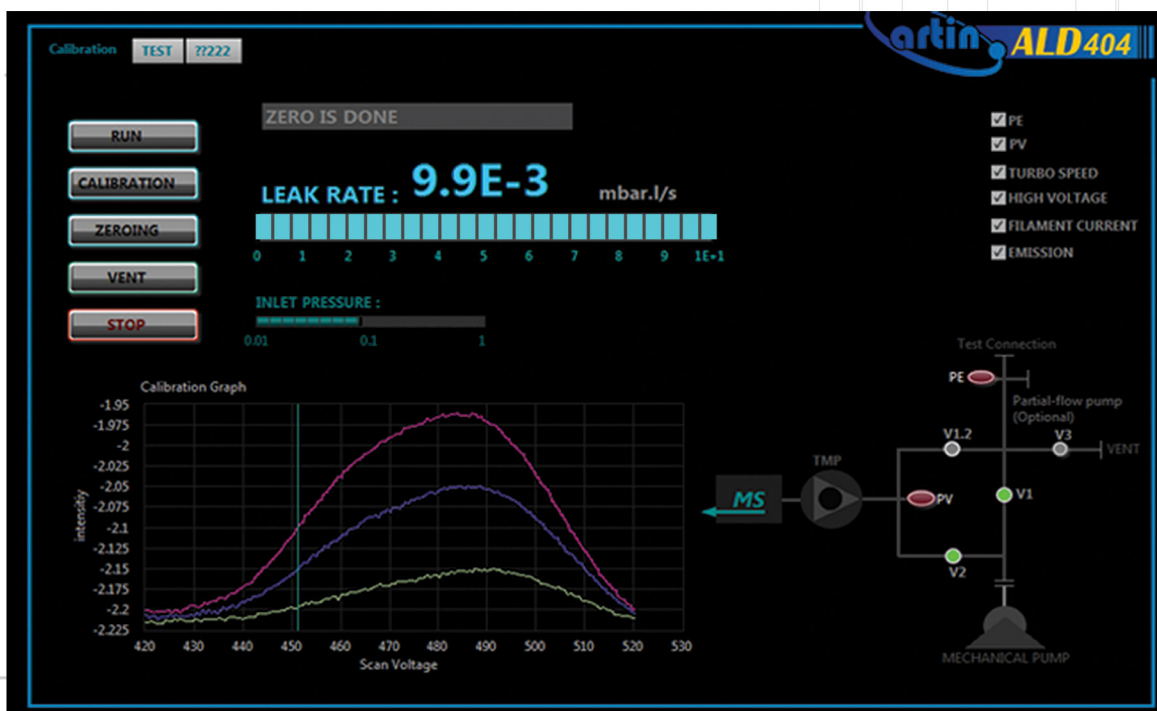 artin ALD404
Calibration TEST ??222
RUN
CALIBRATION
ZEROING
VENT
STOP
ZERO IS DONE
LEAK RATE : 9.9E-3 mbar.l/s
0 1 2 3 4 5 6 7 8 9 1E+1
INLET PRESSURE :
0.01 0.1 1
PE
PV
TURBO SPEED
HIGH VOLTAGE
FILAMENT CURRENT
EMISSION
Calibration Graph
-1.95
-1.975
-2
-2.025
-2.05
-2.075
-2.1
-2.125
-2.15
-2.175
-2.2
-2.225
intensitiy
420 430 440 450 460 470 480 490 500 510 520 530
Scan Voltage
Test Connection
PE
Partial-flow pump
(Optional)
V1.2
V3
VENT
TMP
MS
PV
V1
V2
MECHANICAL PUMP